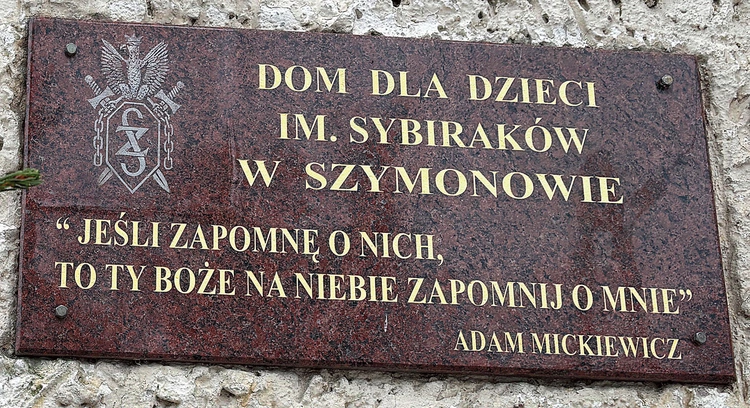 DOM DLA DZIECI
IM. SYBIRAKÓW
W SZYMONOWIE
“ JEŚLI ZAPOMNĘ O NICH,
TO TY BOŻE NA NIEBIE ZAPOMNIJ O MNIE”
ADAM MICKIEWICZ